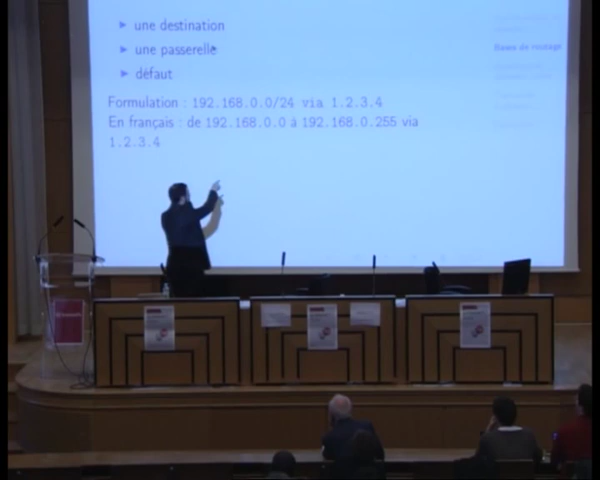 ▶ une destination
▶ une passerelle
▶ défaut
Formulation : 192.168.0.0/24 via 1.2.3.4
En français : de 192.168.0.0 à 192.168.0.255 via
1.2.3.4
Bases de routage